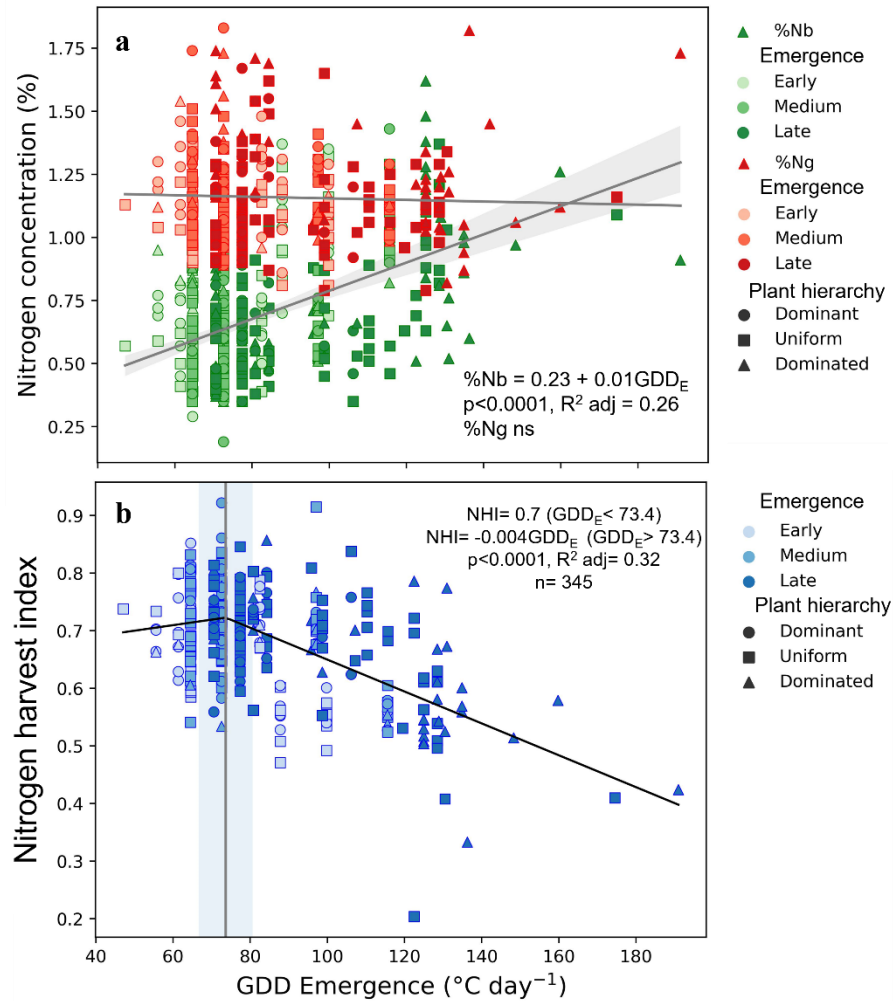 a
Nitrogen concentration (%)
1.75
1.50
1.25
1.00
0.75
0.50
0.25
%Nb = 0.23 + 0.01GDD_E
p<0.0001, R² adj = 0.26
%Ng ns
%Nb
Emergence
Early
Medium
Late
%Ng
Emergence
Early
Medium
Late
Plant hierarchy
Dominant
Uniform
Dominated
b
Nitrogen harvest index
0.9
0.8
0.7
0.6
0.5
0.4
0.3
0.2
NHI= 0.7 (GDD_E< 73.4)
NHI= -0.004GDD_E (GDD_E> 73.4)
p<0.0001, R² adj= 0.32
n= 345
Emergence
Early
Medium
Late
Plant hierarchy
Dominant
Uniform
Dominated
40 60 80 100 120 140 160 180
GDD Emergence (°C day⁻¹)